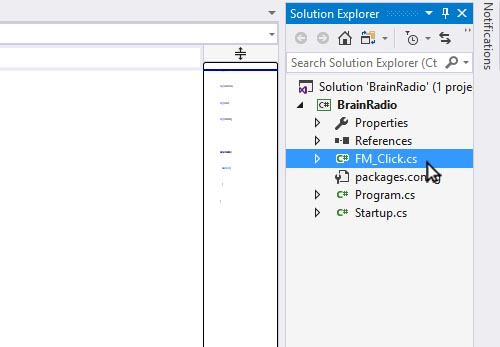 Solution Explorer
Notifications
Search Solution Explorer (Ct
Solution 'BrainRadio' (1 proje
C# BrainRadio
Properties
References
C# FM_Click.cs
packages.config
C# Program.cs
C# Startup.cs